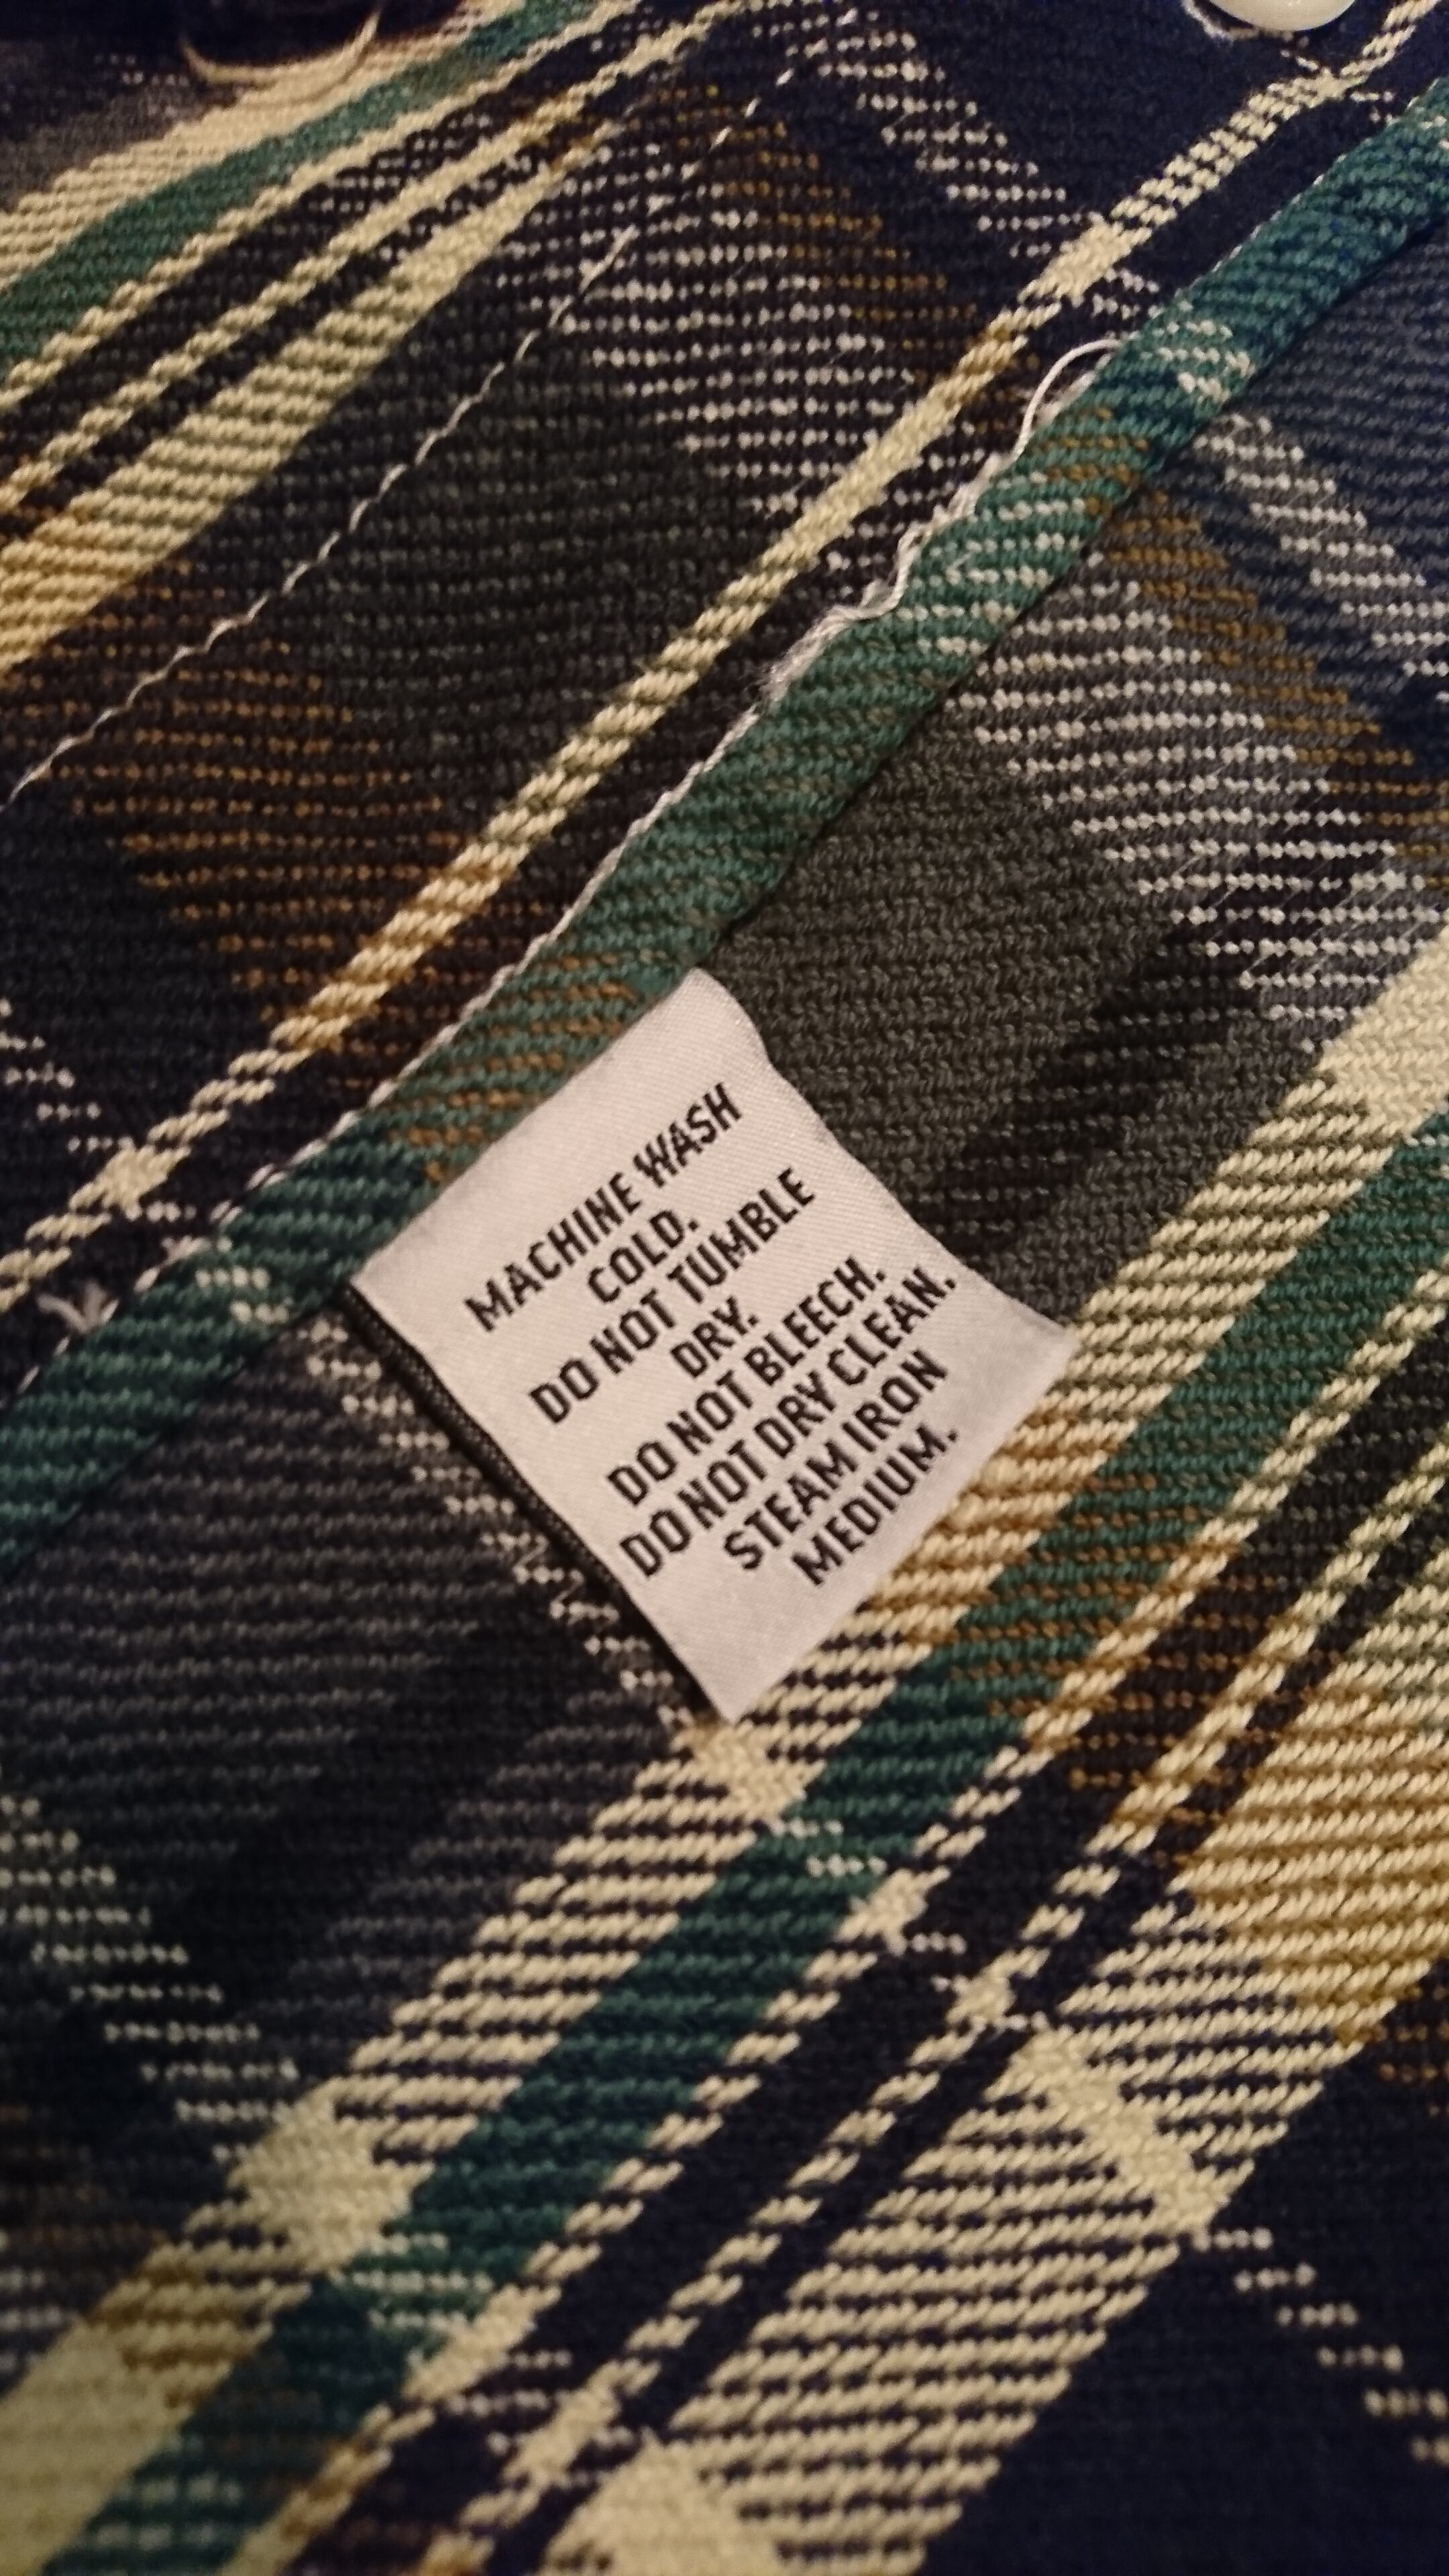 MACHINE WASH
COLD.
DO NOT TUMBLE
DRY.
DO NOT BLEECH.
DO NOT DRY CLEAN.
STEAM IRON
MEDIUM.